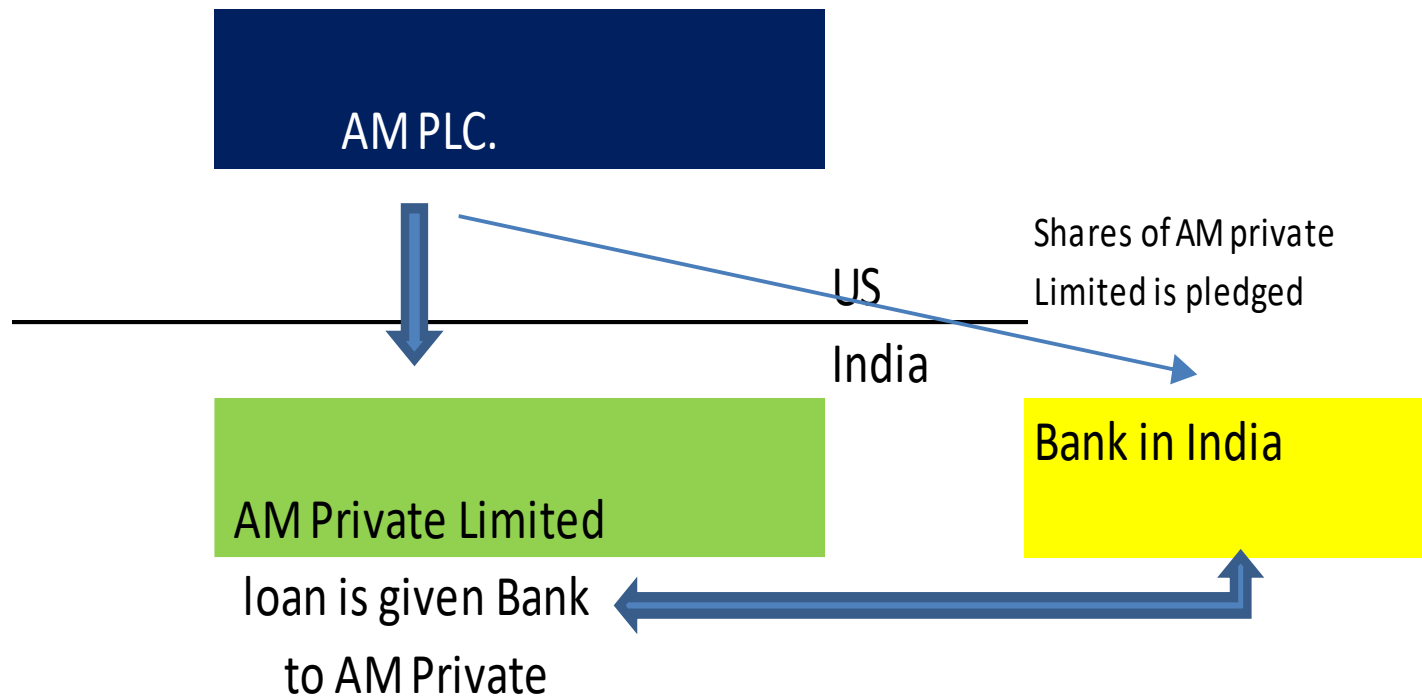 AM PLC.
Shares of AM private
Limited is pledged
US
India
Bank in India
AM Private Limited
loan is given Bank
to AM Private